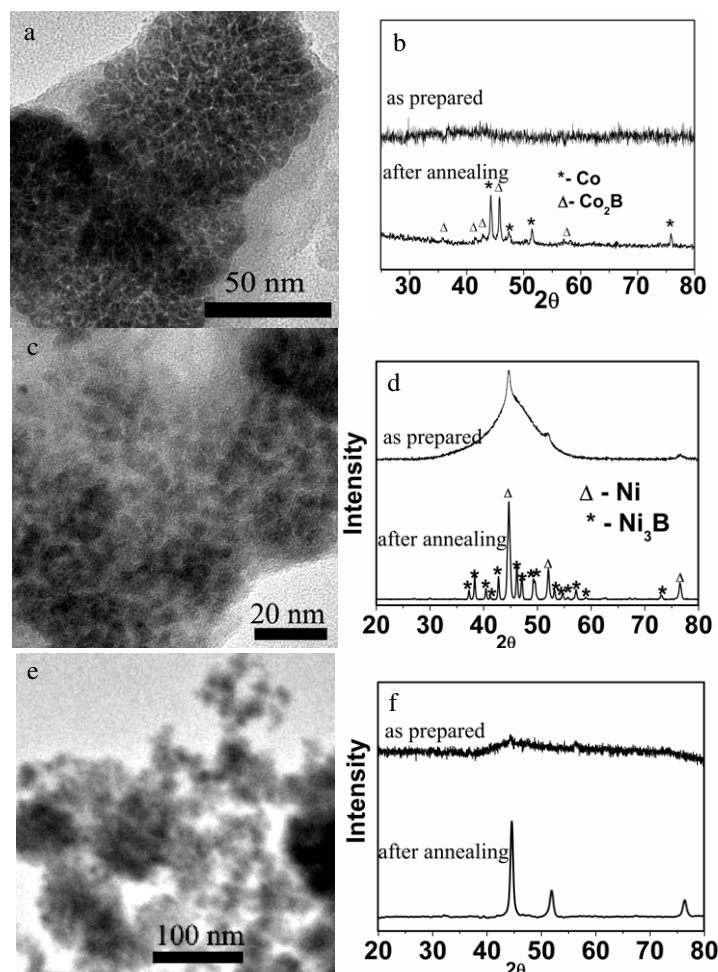 a
50 nm
b
as prepared
after annealing
* Δ
*- Co
Δ- Co2B
Δ Δ Δ * * Δ *
30 40 50 60 70 80
2θ
c
20 nm
d
as prepared
Intensity
Δ - Ni
* - Ni3B
after annealing
Δ
* * * * * * * * * Δ * * * * * * Δ
20 30 40 50 60 70 80
2θ
e
100 nm
f
as prepared
Intensity
after annealing
20 30 40 50 60 70 80
2θ